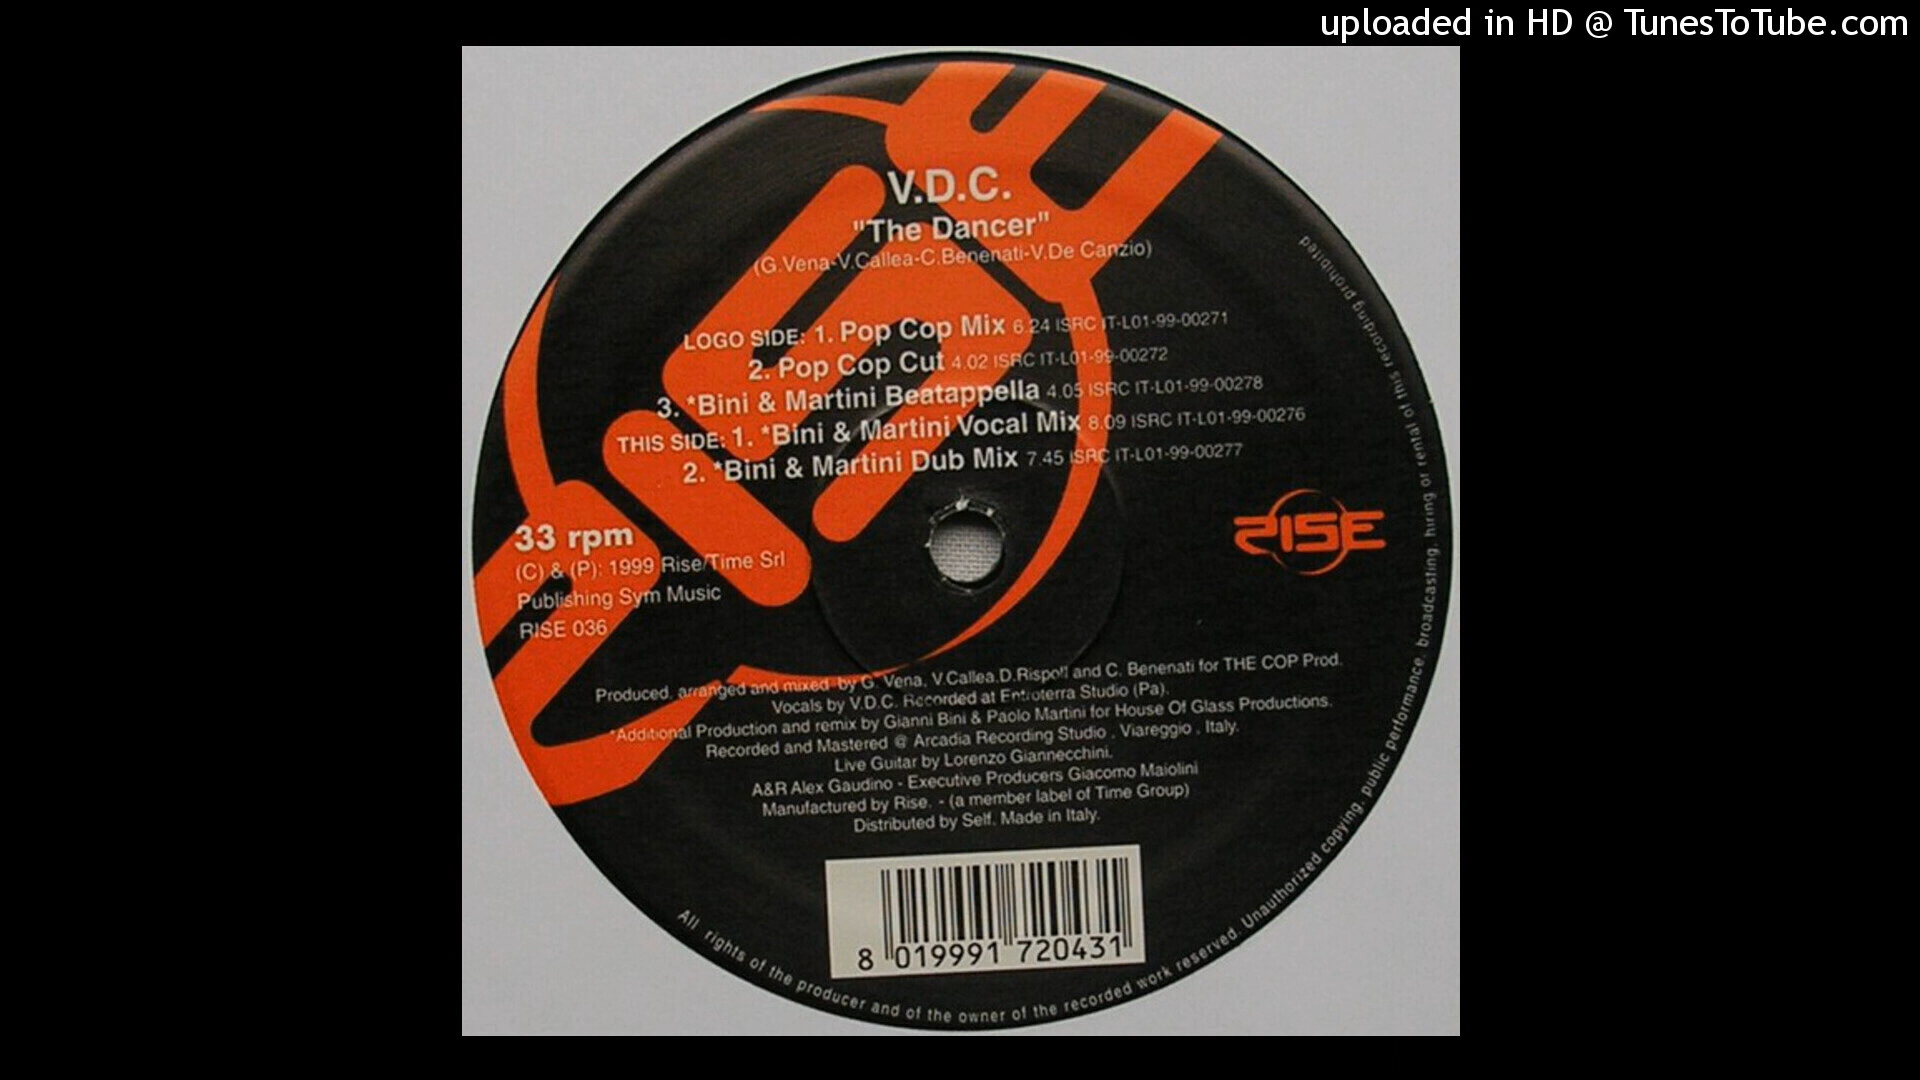 uploaded in HD @ TunesToTube.com
V.D.C.
"The Dancer"
(G.Vena-V.Callea-C.Benenati-V.De Canzio)
LOGO SIDE: 1. Pop Cop Mix 6.24 ISRC IT-L01-99-00271
2. Pop Cop Cut 4.02 ISRC IT-L01-99-00272
3. *Bini & Martini Beatappella 4.05 ISRC IT-L01-99-00278
THIS SIDE: 1. *Bini & Martini Vocal Mix 8.09 ISRC IT-L01-99-00276
2. *Bini & Martini Dub Mix 7.45 ISRC IT-L01-99-00277
33 rpm
(C) & (P): 1999 Rise/Time Srl
Publishing Sym Music
RISE 036
RISE
Produced, arranged and mixed by G. Vena, V.Callea,D.Rispoli and C. Benenati for THE COP Prod.
Vocals by V.D.C. Recorded at Entroterra Studio (Pa).
*Additional Production and remix by Gianni Bini & Paolo Martini for House Of Glass Productions.
Recorded and Mastered @ Arcadia Recording Studio , Viareggio , Italy.
Live Guitar by Lorenzo Giannecchini.
A&R Alex Gaudino - Executive Producers Giacomo Maiolini
Manufactured by Rise. - (a member label of Time Group)
Distributed by Self. Made in Italy.
8 019991 720431
All rights of the producer and of the owner of the recorded work reserved. Unauthorized copying, public performance, broadcasting, hiring or rental of this recording prohibited
RISE